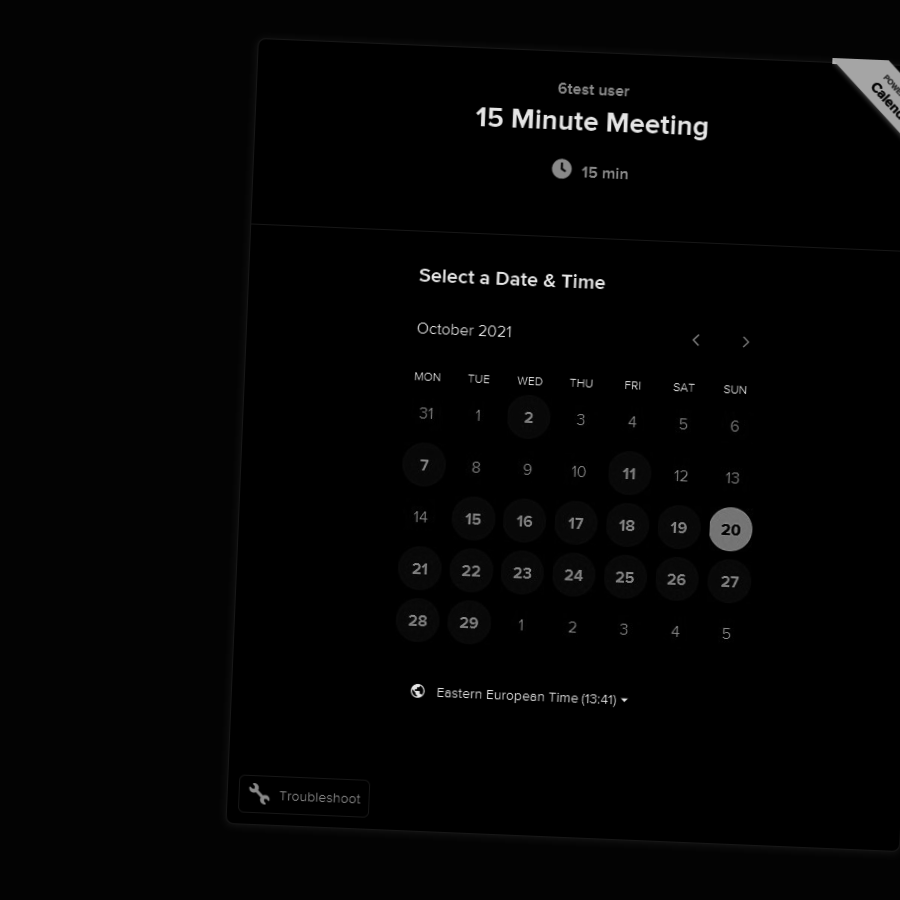 6test user
15 Minute Meeting
15 min
Select a Date & Time
October 2021
MON TUE WED THU FRI SAT SUN
31 1 2 3 4 5 6
7 8 9 10 11 12 13
14 15 16 17 18 19 20
21 22 23 24 25 26 27
28 29 1 2 3 4 5
Eastern European Time (13:41)
Troubleshoot